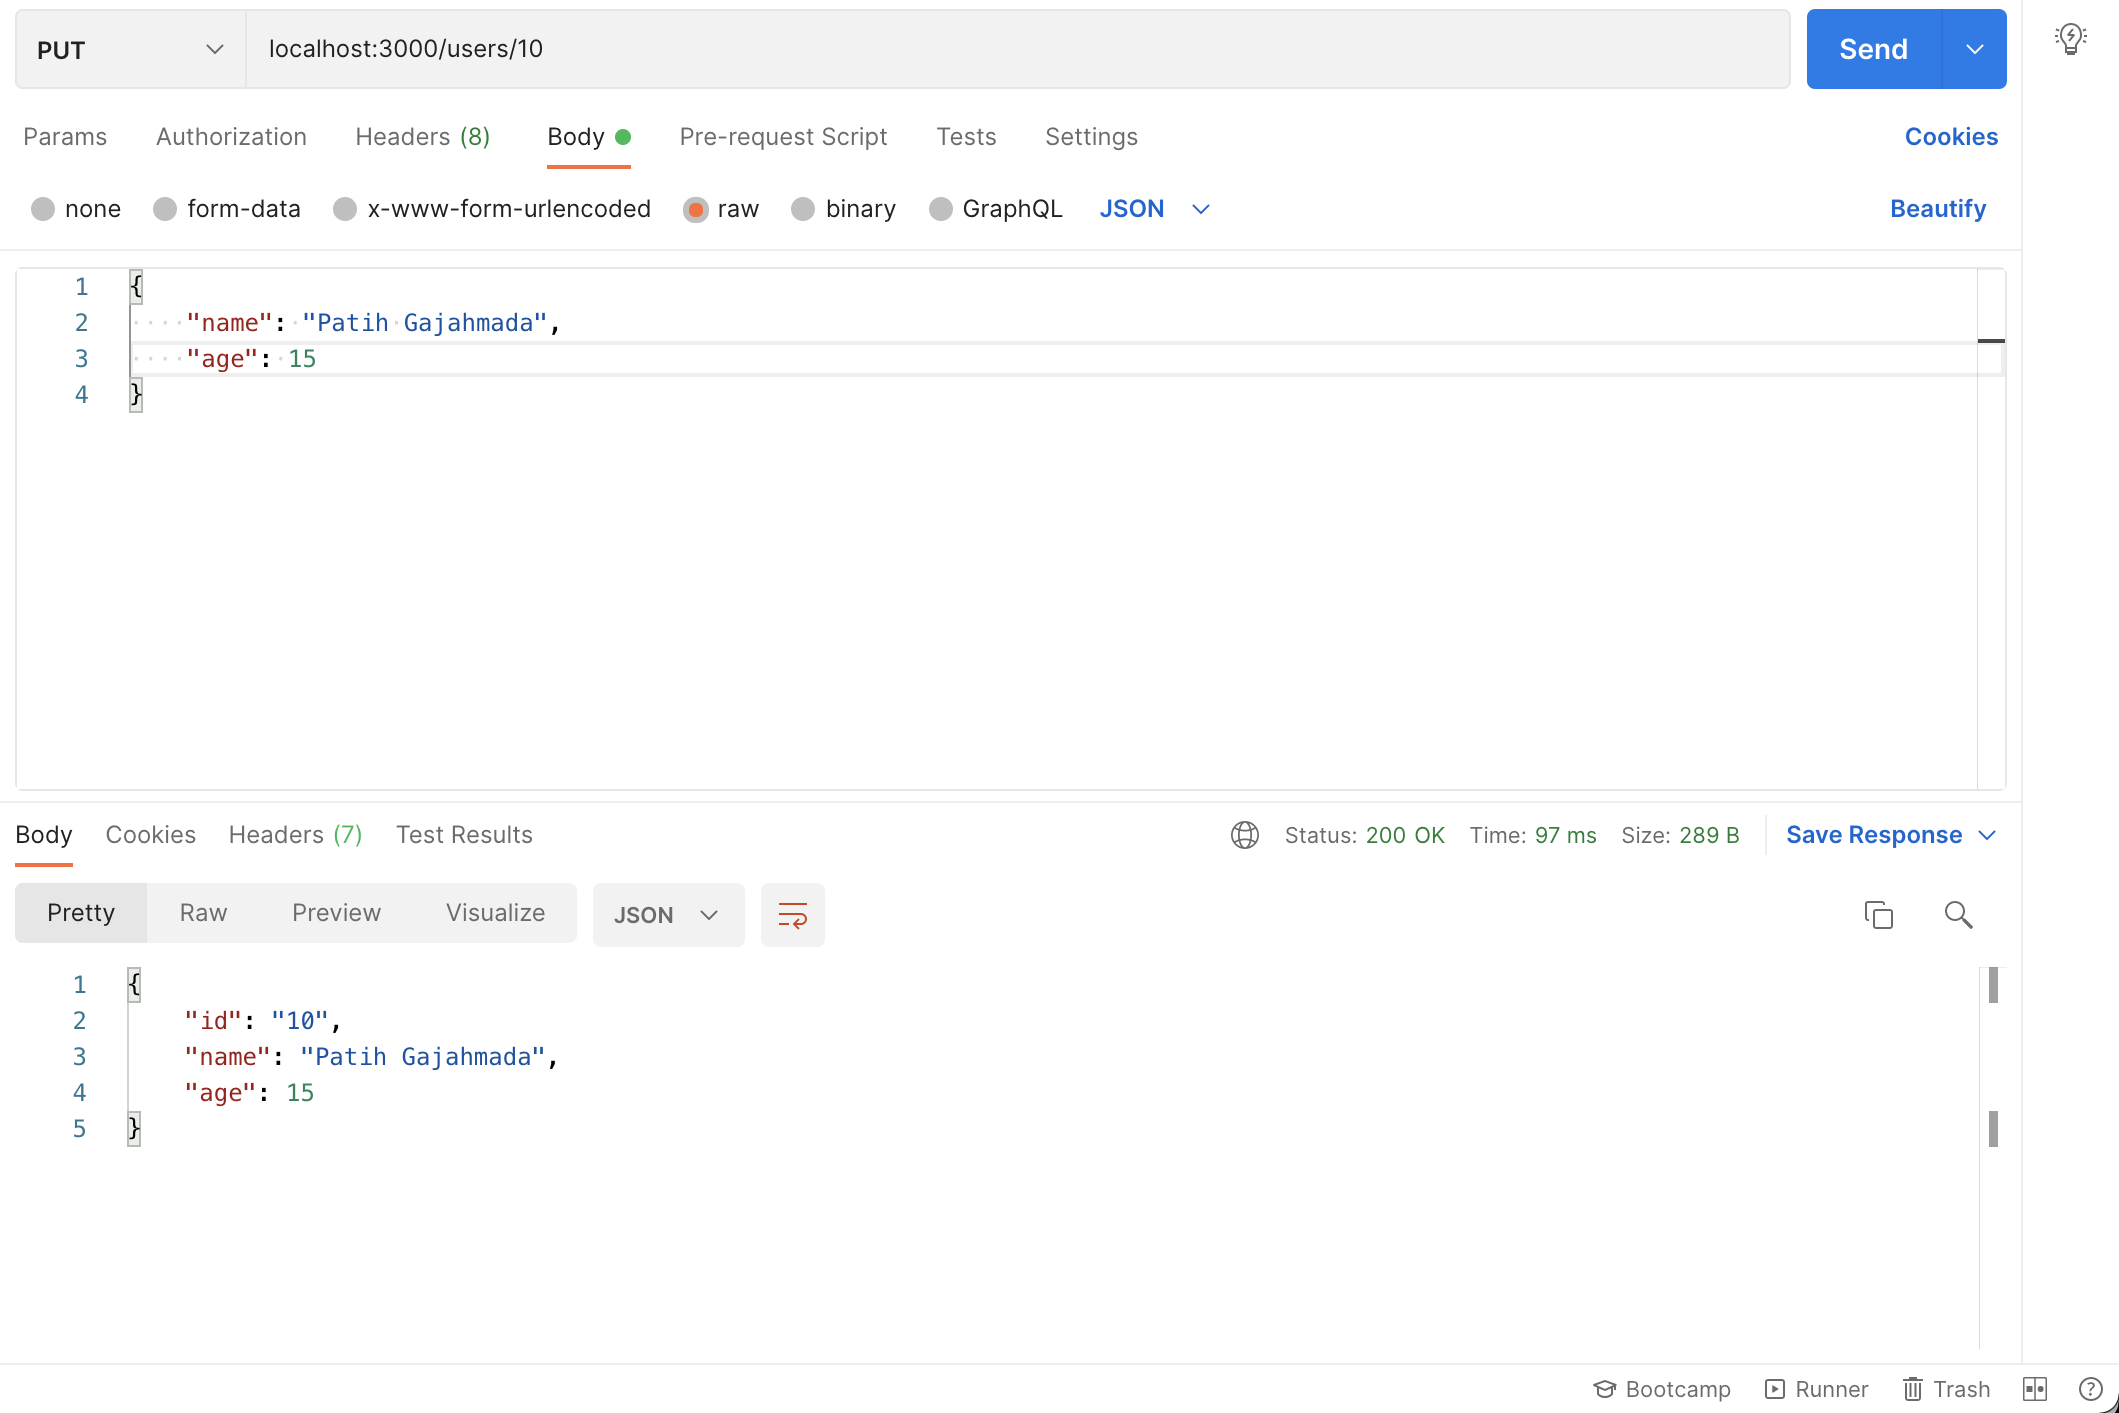 PUT localhost:3000/users/10 Send
Params Authorization Headers (8) Body Pre-request Script Tests Settings Cookies
none form-data x-www-form-urlencoded raw binary GraphQL JSON Beautify
1 {
2 "name": "Patih Gajahmada",
3 "age": 15
4 }
Body Cookies Headers (7) Test Results Status: 200 OK Time: 97 ms Size: 289 B Save Response
Pretty Raw Preview Visualize JSON
1 {
2 "id": "10",
3 "name": "Patih Gajahmada",
4 "age": 15
5 }
Bootcamp Runner Trash